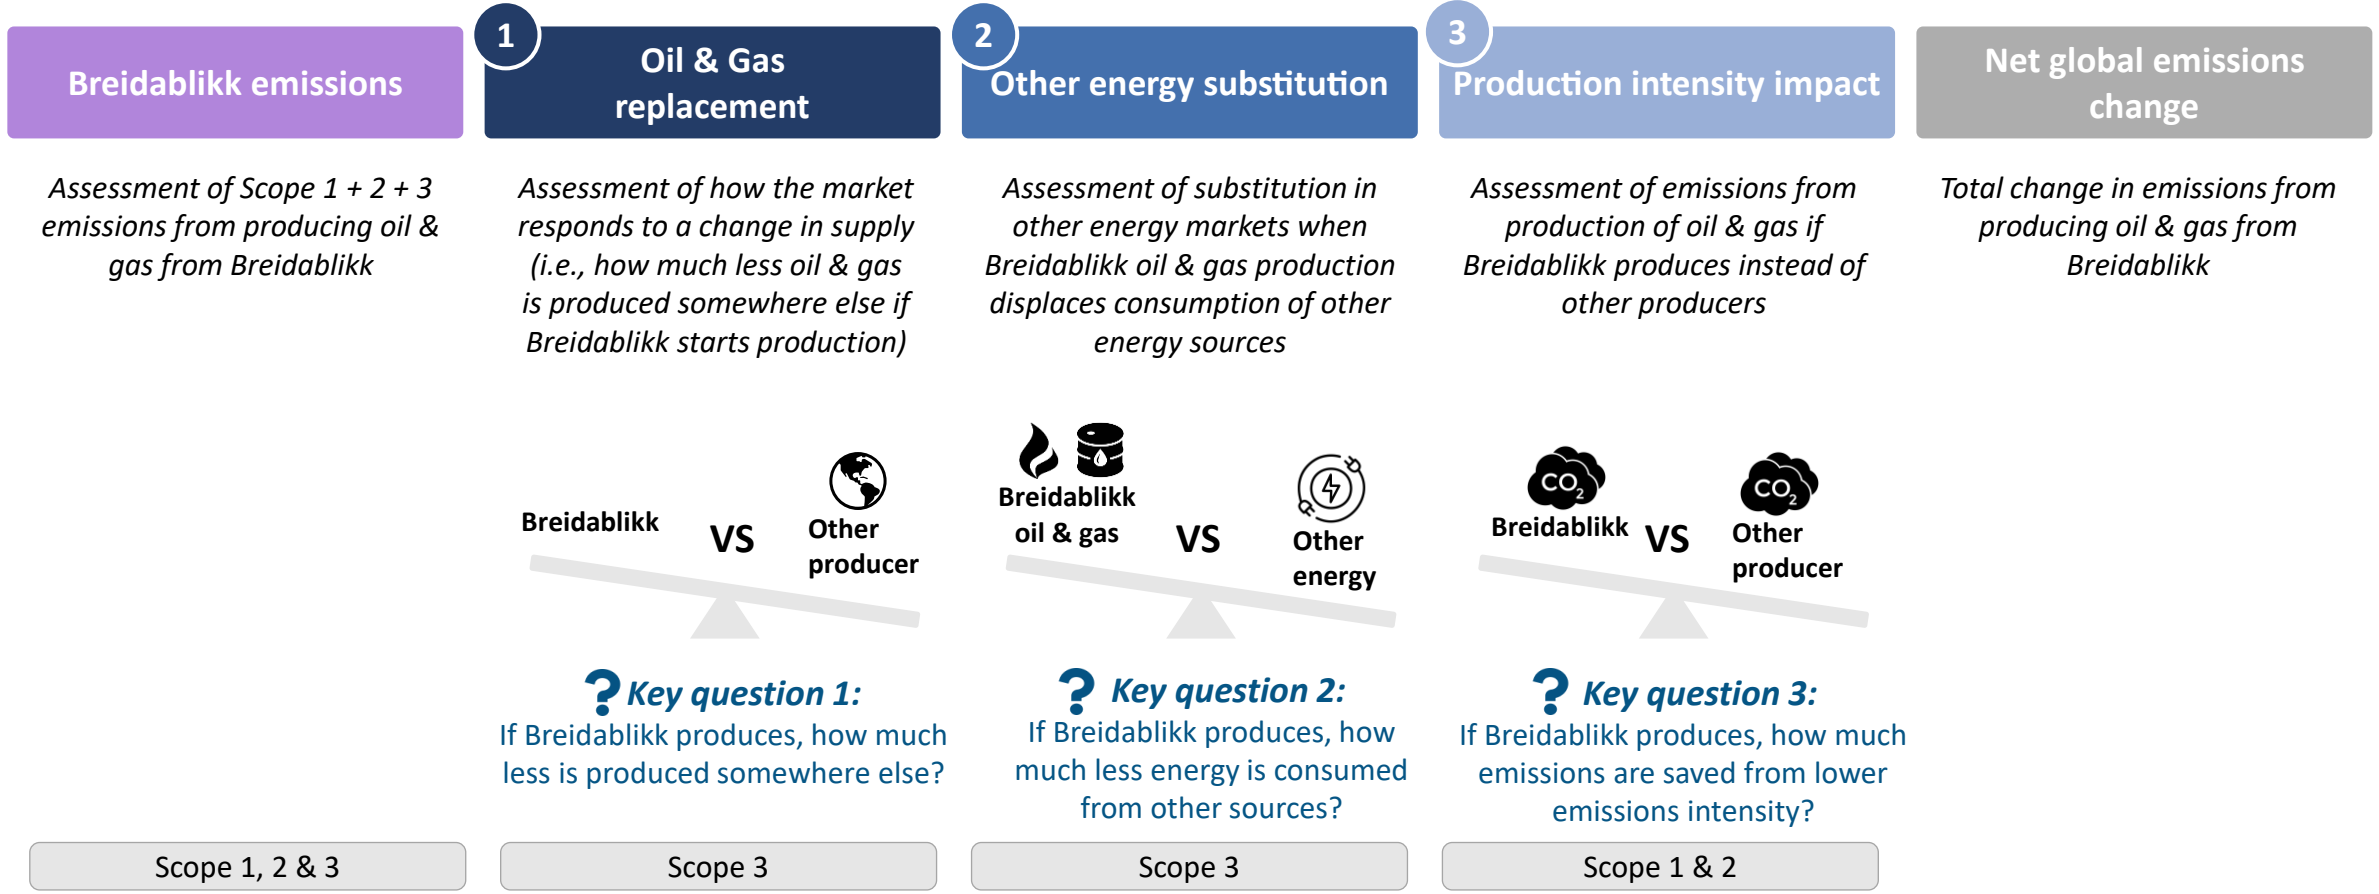 Breidablikk emissions
Assessment of Scope 1 + 2 + 3
emissions from producing oil &
gas from Breidablikk
Scope 1, 2 & 3
1
Oil & Gas
replacement
Assessment of how the market
responds to a change in supply
(i.e., how much less oil & gas
is produced somewhere else if
Breidablikk starts production)
Breidablikk
VS
Other
producer
? Key question 1:
If Breidablikk produces, how much
less is produced somewhere else?
Scope 3
2
Other energy substitution
Assessment of substitution in
other energy markets when
Breidablikk oil & gas production
displaces consumption of other
energy sources
Breidablikk
oil & gas
VS
Other
energy
? Key question 2:
If Breidablikk produces, how
much less energy is consumed
from other sources?
Scope 3
3
Production intensity impact
Assessment of emissions from
production of oil & gas if
Breidablikk produces instead of
other producers
CO2
Breidablikk
VS
CO2
Other
producer
? Key question 3:
If Breidablikk produces, how much
emissions are saved from lower
emissions intensity?
Scope 1 & 2
Net global emissions
change
Total change in emissions from
producing oil & gas from
Breidablikk